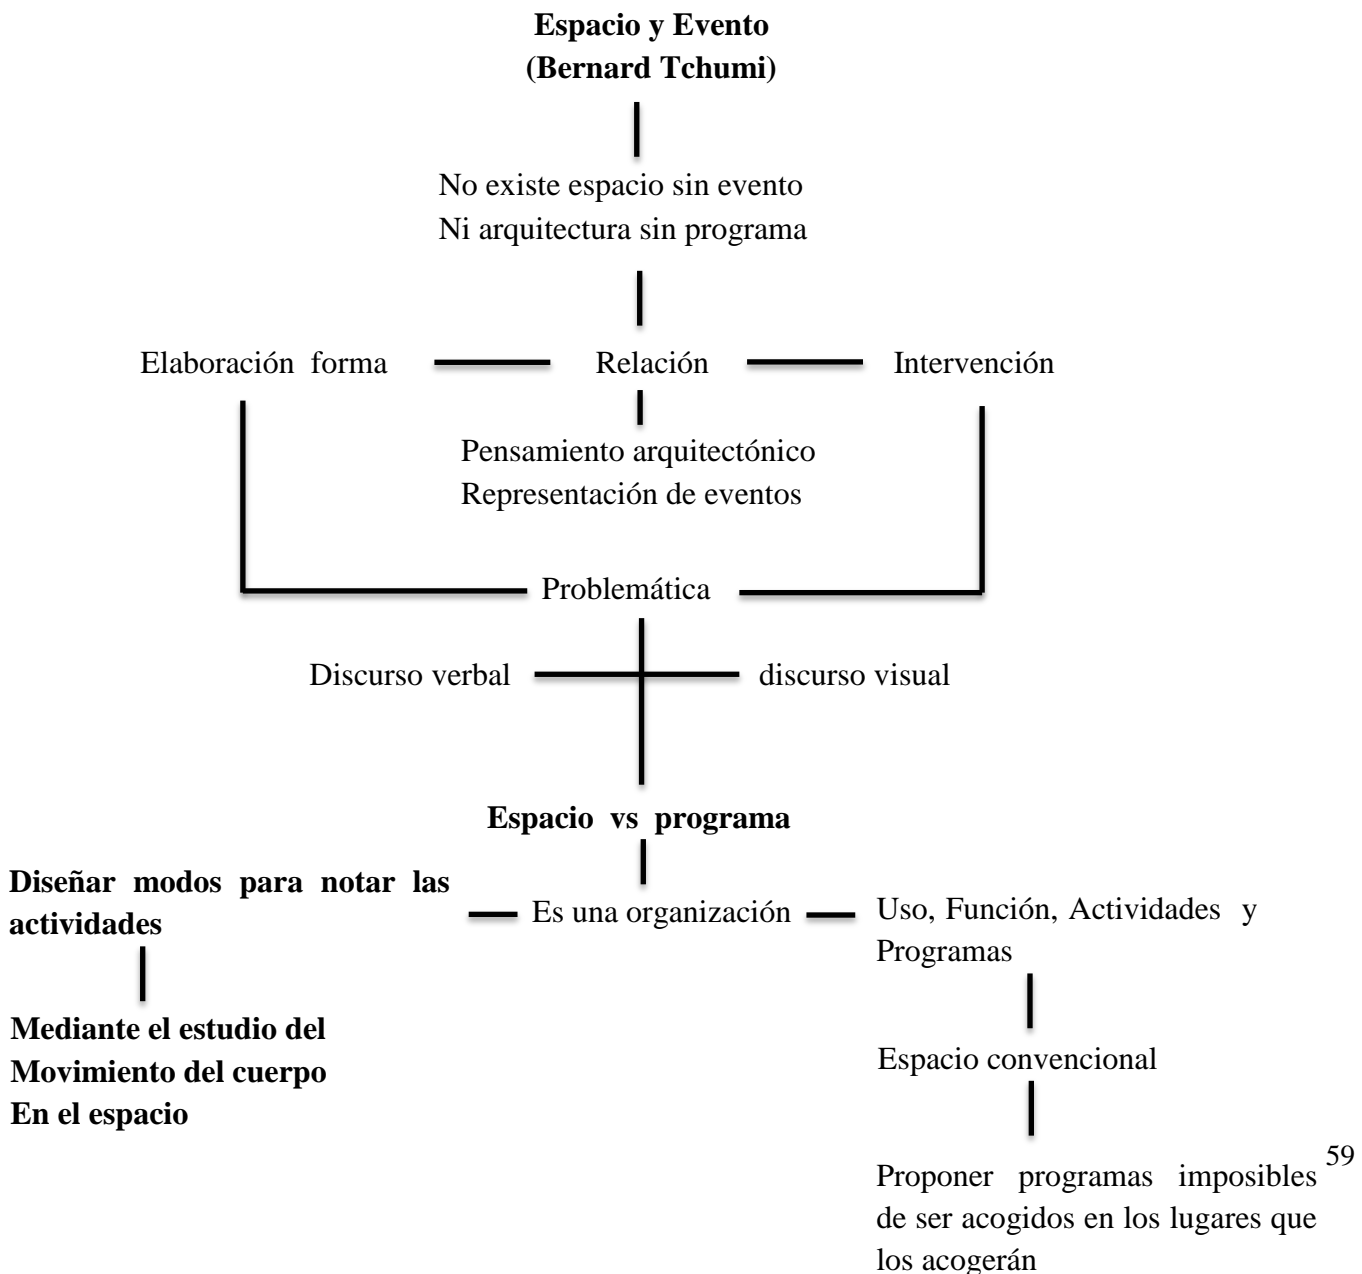 Espacio y Evento
(Bernard Tchumi)
No existe espacio sin evento
Ni arquitectura sin programa
Elaboración forma
Relación
Intervención
Pensamiento arquitectónico
Representación de eventos
Problemática
Discurso verbal
discurso visual
Espacio vs programa
Diseñar modos para notar las
actividades
Es una organización
Uso, Función, Actividades y
Programas
Mediante el estudio del
Movimiento del cuerpo
En el espacio
Espacio convencional
59
Proponer programas imposibles
de ser acogidos en los lugares que
los acogerán